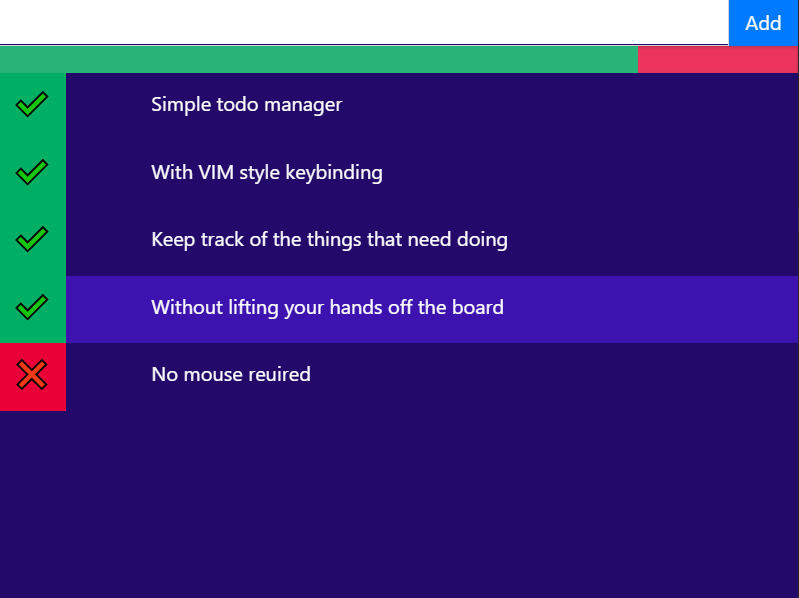 Add
Simple todo manager
With VIM style keybinding
Keep track of the things that need doing
Without lifting your hands off the board
No mouse reuired